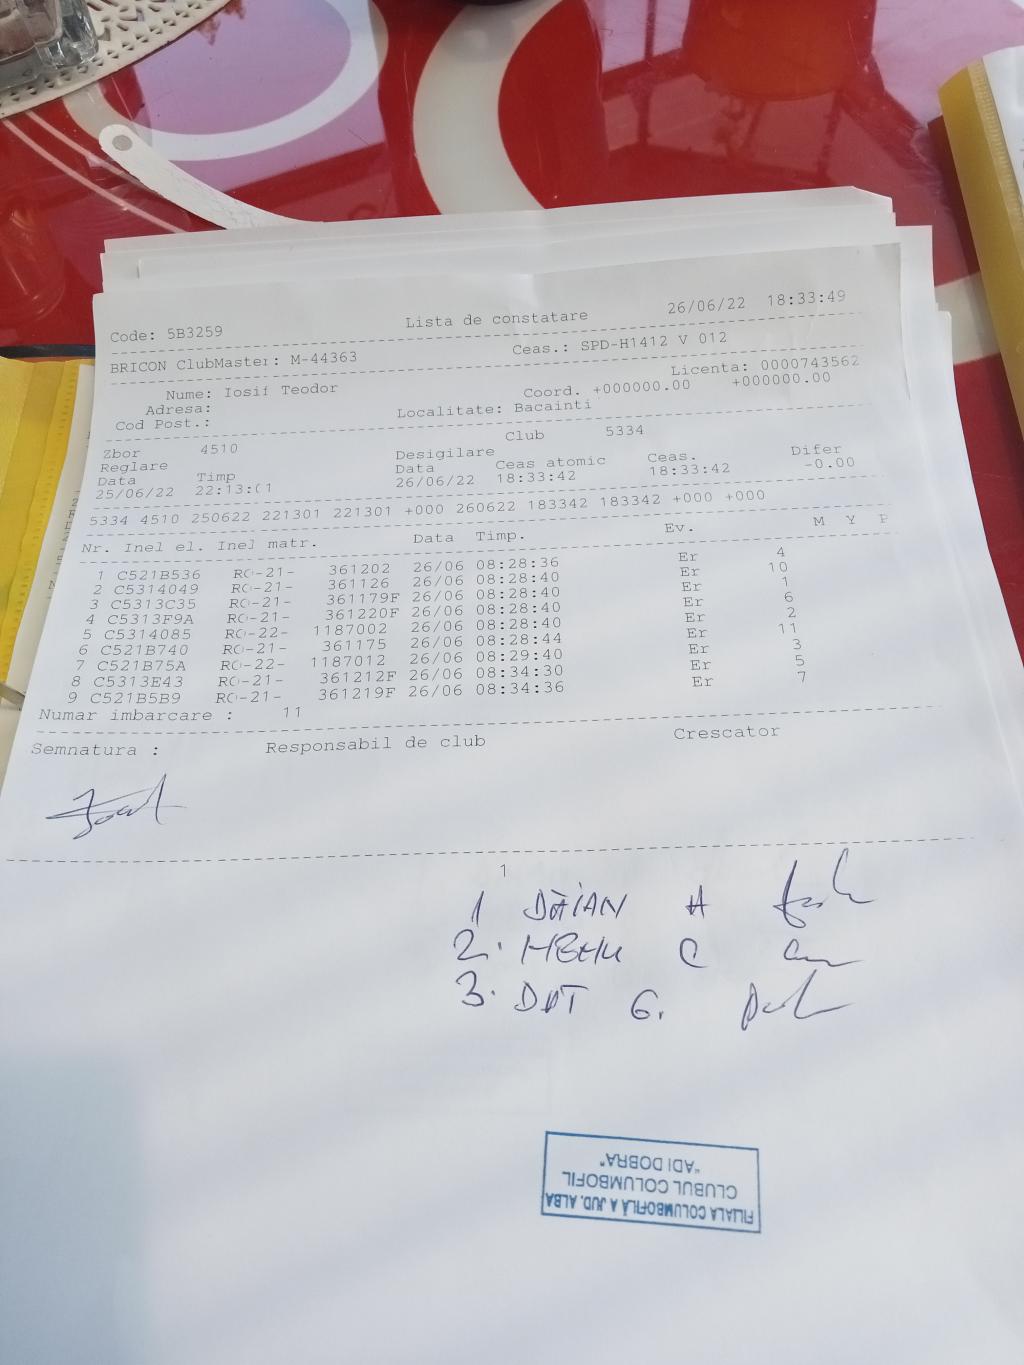 Code: 5B3259 Lista de constatare 26/06/22 18:33:49
BRICON ClubMaster: M-44363 Ceas.: SPD-H1412 V 012
Nume: Iosif Teodor Licenta: 0000743562
Adresa: Coord. +000000.00 +000000.00
Cod Post.: Localitate: Bacainti
Zbor 4510 Club 5334
Reglare Desigilare
Data Timp Data Ceas atomic Ceas. Difer
25/06/22 22:13:01 26/06/22 18:33:42 18:33:42 -0.00
5334 4510 250622 221301 221301 +000 260622 183342 183342 +000 +000
Nr. Inel el. Inel matr. Data Timp. Ev. M Y P
1 C521B536 RO-21- 361202 26/06 08:28:36 Er 4
2 C5314049 RO-21- 361126 26/06 08:28:40 Er 10
3 C5313C35 RO-21- 361179F 26/06 08:28:40 Er 1
4 C5313F9A RO-21- 361220F 26/06 08:28:40 Er 6
5 C5314085 RO-22- 1187002 26/06 08:28:40 Er 2
6 C521B740 RO-21- 361175 26/06 08:28:44 Er 11
7 C521B75A RO-22- 1187012 26/06 08:29:40 Er 3
8 C5313E43 RO-21- 361212F 26/06 08:34:30 Er 5
9 C521B5B9 RO-21- 361219F 26/06 08:34:36 Er 7
Numar imbarcare : 11
Semnatura : Responsabil de club Crescator
1
1 DĂIAN A
2. C
3. DAT G.
FILIALA COLUMBOFILĂ A JUD. ALBA
CLUBUL COLUMBOFIL
"ADI DOBRA"